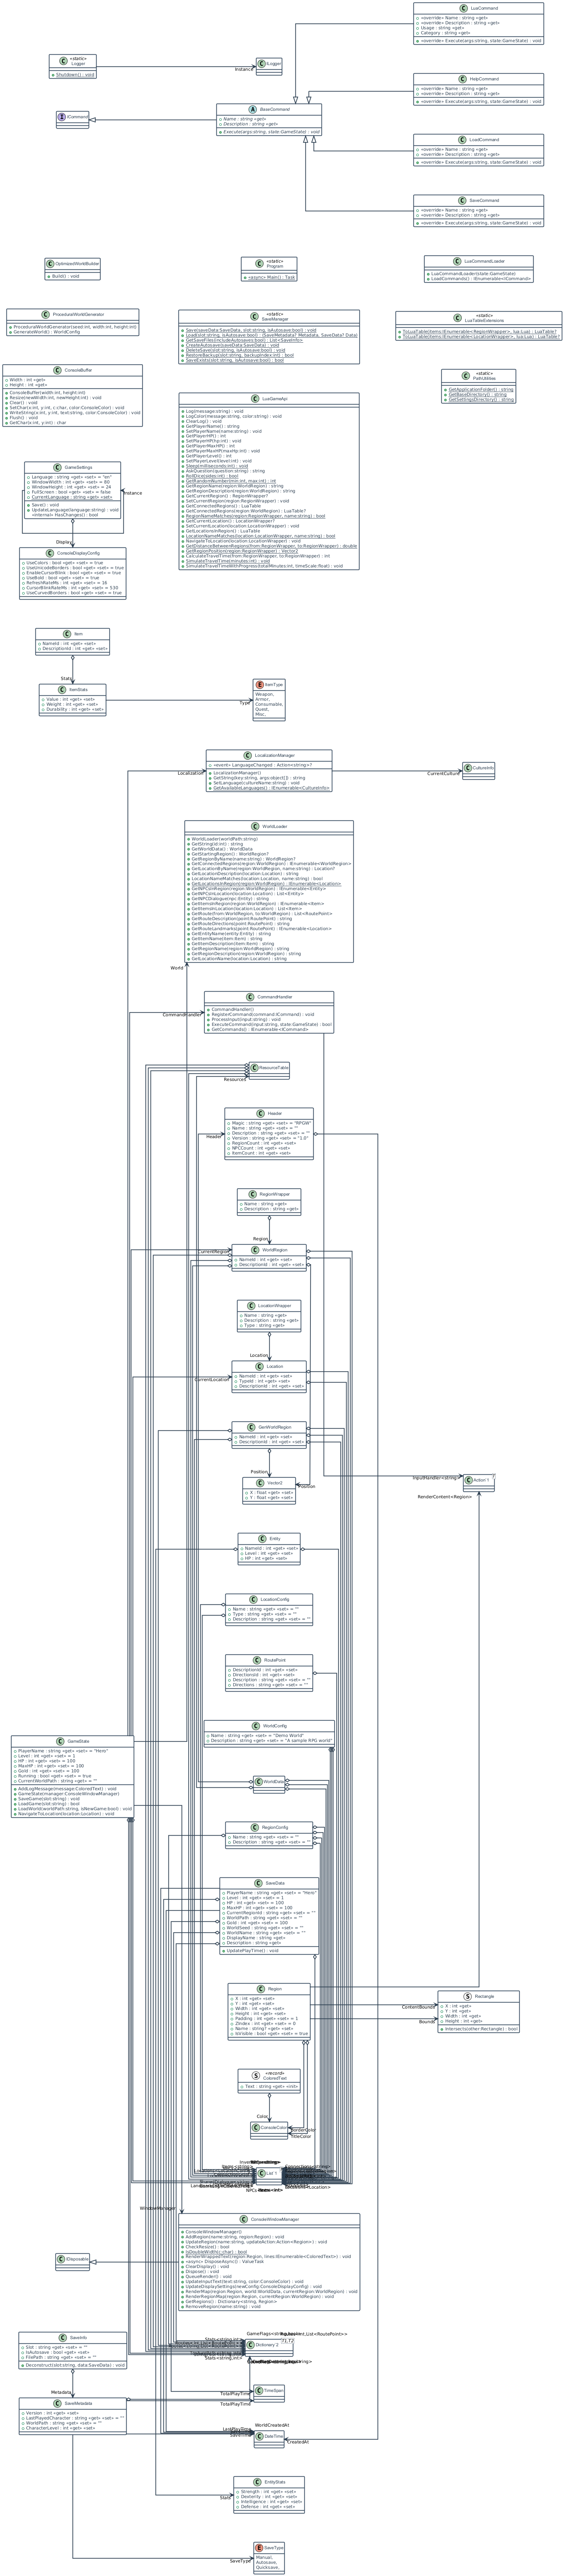 LuaCommand
«override» Name : string «get»
«override» Description : string «get»
Usage : string «get»
Category : string «get»
«override» Execute(args:string, state:GameState) : void
«static»
Logger
Shutdown() : void
Instance
ILogger
HelpCommand
«override» Name : string «get»
«override» Description : string «get»
«override» Execute(args:string, state:GameState) : void
ICommand
BaseCommand
Name : string «get»
Description : string «get»
Execute(args:string, state:GameState) : void
LoadCommand
«override» Name : string «get»
«override» Description : string «get»
«override» Execute(args:string, state:GameState) : void
SaveCommand
«override» Name : string «get»
«override» Description : string «get»
«override» Execute(args:string, state:GameState) : void
OptimizedWorldBuilder
Build() : void
«static»
Program
«async» Main() : Task
LuaCommandLoader
LuaCommandLoader(state:GameState)
LoadCommands() : IEnumerable<ICommand>
ProceduralWorldGenerator
ProceduralWorldGenerator(seed:int, width:int, height:int)
GenerateWorld() : WorldConfig
«static»
SaveManager
Save(saveData:SaveData, slot:string, isAutosave:bool) : void
Load(slot:string, isAutosave:bool) : (SaveMetadata? Metadata, SaveData? Data)
GetSaveFiles(includeAutosaves:bool) : List<SaveInfo>
CreateAutosave(saveData:SaveData) : void
DeleteSave(slot:string, isAutosave:bool) : void
RestoreBackup(slot:string, backupIndex:int) : bool
SaveExists(slot:string, isAutosave:bool) : bool
«static»
LuaTableExtensions
ToLuaTable(items:IEnumerable<RegionWrapper>, lua:Lua) : LuaTable?
ToLuaTable(items:IEnumerable<LocationWrapper>, lua:Lua) : LuaTable?
ConsoleBuffer
Width : int «get»
Height : int «get»
ConsoleBuffer(width:int, height:int)
Resize(newWidth:int, newHeight:int) : void
Clear() : void
SetChar(x:int, y:int, c:char, color:ConsoleColor) : void
WriteString(x:int, y:int, text:string, color:ConsoleColor) : void
Flush() : void
GetChar(x:int, y:int) : char
«static»
PathUtilities
GetApplicationFolder() : string
GetBaseDirectory() : string
GetSettingsDirectory() : string
LuaGameApi
Log(message:string) : void
LogColor(message:string, color:string) : void
ClearLog() : void
GetPlayerName() : string
SetPlayerName(name:string) : void
GetPlayerHP() : int
SetPlayerHP(hp:int) : void
GetPlayerMaxHP() : int
SetPlayerMaxHP(maxHp:int) : void
GetPlayerLevel() : int
SetPlayerLevel(level:int) : void
Sleep(milliseconds:int) : void
AskQuestion(question:string) : string
RollDice(sides:int) : bool
GetRandomNumber(min:int, max:int) : int
GetRegionName(region:WorldRegion) : string
GetRegionDescription(region:WorldRegion) : string
GetCurrentRegion() : RegionWrapper?
SetCurrentRegion(region:RegionWrapper) : void
GetConnectedRegions() : LuaTable
GetConnectedRegions(region:WorldRegion) : LuaTable?
RegionNameMatches(region:RegionWrapper, name:string) : bool
GetCurrentLocation() : LocationWrapper?
SetCurrentLocation(location:LocationWrapper) : void
GetLocationsInRegion() : LuaTable
LocationNameMatches(location:LocationWrapper, name:string) : bool
NavigateToLocation(location:LocationWrapper) : void
GetDistanceBetweenRegions(from:RegionWrapper, to:RegionWrapper) : double
GetRegionPosition(region:RegionWrapper) : Vector2
CalculateTravelTime(from:RegionWrapper, to:RegionWrapper) : int
SimulateTravelTime(minutes:int) : void
SimulateTravelTimeWithProgress(totalMinutes:int, timeScale:float) : void
GameSettings
Language : string «get» «set» = "en"
WindowWidth : int «get» «set» = 80
WindowHeight : int «get» «set» = 24
FullScreen : bool «get» «set» = false
CurrentLanguage : string «get» «set»
Save() : void
UpdateLanguage(language:string) : void
«internal» HasChanges() : bool
Instance
Display
ConsoleDisplayConfig
UseColors : bool «get» «set» = true
UseUnicodeBorders : bool «get» «set» = true
EnableCursorBlink : bool «get» «set» = true
UseBold : bool «get» «set» = true
RefreshRateMs : int «get» «set» = 16
CursorBlinkRateMs : int «get» «set» = 530
UseCurvedBorders : bool «get» «set» = true
Item
NameId : int «get» «set»
DescriptionId : int «get» «set»
Stats
ItemStats
Value : int «get» «set»
Weight : int «get» «set»
Durability : int «get» «set»
Type
ItemType
Weapon,
Armor,
Consumable,
Quest,
Misc,
LocalizationManager
«event» LanguageChanged : Action<string>?
LocalizationManager()
GetString(key:string, args:object[]) : string
SetLanguage(cultureName:string) : void
GetAvailableLanguages() : IEnumerable<CultureInfo>
Localization
CurrentCulture
CultureInfo
WorldLoader
WorldLoader(worldPath:string)
GetString(id:int) : string
GetWorldData() : WorldData
GetStartingRegion() : WorldRegion?
GetRegionByName(name:string) : WorldRegion?
GetConnectedRegions(region:WorldRegion) : IEnumerable<WorldRegion>
GetLocationByName(region:WorldRegion, name:string) : Location?
GetLocationDescription(location:Location) : string
LocationNameMatches(location:Location, name:string) : bool
GetLocationsInRegion(region:WorldRegion) : IEnumerable<Location>
GetNPCsInRegion(region:WorldRegion) : IEnumerable<Entity>
GetNPCsInLocation(location:Location) : List<Entity>
GetNPCDialogue(npc:Entity) : string
GetItemsInRegion(region:WorldRegion) : IEnumerable<Item>
GetItemsInLocation(location:Location) : List<Item>
GetRoute(from:WorldRegion, to:WorldRegion) : List<RoutePoint>
GetRouteDescription(point:RoutePoint) : string
GetRouteDirections(point:RoutePoint) : string
GetRouteLandmarks(point:RoutePoint) : IEnumerable<Location>
GetEntityName(entity:Entity) : string
GetItemName(item:Item) : string
GetItemDescription(item:Item) : string
GetRegionName(region:WorldRegion) : string
GetRegionDescription(region:WorldRegion) : string
GetLocationName(location:Location) : string
World
CommandHandler
CommandHandler
CommandHandler()
RegisterCommand(command:ICommand) : void
ProcessInput(input:string) : void
ExecuteCommand(input:string, state:GameState) : bool
GetCommands() : IEnumerable<ICommand>
ResourceTable
Resources
Header
Header
Magic : string «get» «set» = "RPGW"
Name : string «get» «set» = ""
Description : string «get» «set» = ""
Version : string «get» «set» = "1.0"
RegionCount : int «get» «set»
NPCCount : int «get» «set»
ItemCount : int «get» «set»
RegionWrapper
Name : string «get»
Description : string «get»
Region
CurrentRegion
WorldRegion
NameId : int «get» «set»
DescriptionId : int «get» «set»
LocationWrapper
Name : string «get»
Description : string «get»
Type : string «get»
Location
CurrentLocation
Location
NameId : int «get» «set»
TypeId : int «get» «set»
DescriptionId : int «get» «set»
GenWorldRegion
NameId : int «get» «set»
DescriptionId : int «get» «set»
Position
Position
Vector2
X : float «get» «set»
Y : float «get» «set»
InputHandler<string>
Action`1
T
RenderContent<Region>
Entity
NameId : int «get» «set»
Level : int «get» «set»
HP : int «get» «set»
LocationConfig
Name : string «get» «set» = ""
Type : string «get» «set» = ""
Description : string «get» «set» = ""
RoutePoint
DescriptionId : int «get» «set»
DirectionsId : int «get» «set»
Description : string «get» «set» = ""
Directions : string «get» «set» = ""
WorldConfig
Name : string «get» «set» = "Demo World"
Description : string «get» «set» = "A sample RPG world"
GameState
PlayerName : string «get» «set» = "Hero"
Level : int «get» «set» = 1
HP : int «get» «set» = 100
MaxHP : int «get» «set» = 100
Gold : int «get» «set» = 100
Running : bool «get» «set» = true
CurrentWorldPath : string «get» = ""
AddLogMessage(message:ColoredText) : void
GameState(manager:ConsoleWindowManager)
SaveGame(slot:string) : void
LoadGame(slot:string) : bool
LoadWorld(worldPath:string, isNewGame:bool) : void
NavigateToLocation(location:Location) : void
WorldData
RegionConfig
Name : string «get» «set» = ""
Description : string «get» «set» = ""
SaveData
PlayerName : string «get» «set» = "Hero"
Level : int «get» «set» = 1
HP : int «get» «set» = 100
MaxHP : int «get» «set» = 100
CurrentRegionId : string «get» «set» = ""
WorldPath : string «get» «set» = ""
Gold : int «get» «set» = 100
WorldSeed : string «get» «set» = ""
WorldName : string «get» «set» = ""
DisplayName : string «get»
Description : string «get»
UpdatePlayTime() : void
Region
X : int «get» «set»
Y : int «get» «set»
Width : int «get» «set»
Height : int «get» «set»
Padding : int «get» «set» = 1
ZIndex : int «get» «set» = 0
Name : string? «get» «set»
IsVisible : bool «get» «set» = true
ContentBounds
Bounds
Rectangle
X : int «get»
Y : int «get»
Width : int «get»
Height : int «get»
Intersects(other:Rectangle) : bool
«record»
ColoredText
Text : string «get» «init»
Color
BorderColor
TitleColor
ConsoleColor
List`1
WindowManager
ConsoleWindowManager
ConsoleWindowManager()
AddRegion(name:string, region:Region) : void
UpdateRegion(name:string, updateAction:Action<Region>) : void
CheckResize() : bool
IsDoubleWidth(c:char) : bool
RenderWrappedText(region:Region, lines:IEnumerable<ColoredText>) : void
«async» DisposeAsync() : ValueTask
ClearDisplay() : void
Dispose() : void
QueueRender() : void
UpdateInputText(text:string, color:ConsoleColor) : void
UpdateDisplaySettings(newConfig:ConsoleDisplayConfig) : void
RenderMap(region:Region, world:WorldData, currentRegion:WorldRegion) : void
RenderRegionMap(region:Region, currentRegion:WorldRegion) : void
GetRegions() : Dictionary<string, Region>
RemoveRegion(name:string) : void
IDisposable
SaveInfo
Slot : string «get» «set» = ""
IsAutosave : bool «get» «set»
FilePath : string «get» «set» = ""
Deconstruct(slot:string, data:SaveData) : void
Dictionary`2
T1,T2
Metadata
SaveMetadata
Version : int «get» «set»
LastPlayedCharacter : string «get» «set» = ""
WorldPath : string «get» «set» = ""
CharacterLevel : int «get» «set»
TimeSpan
TotalPlayTime
TotalPlayTime
WorldCreatedAt
LastPlayTime
SaveTime
DateTime
CreatedAt
Stats
EntityStats
Strength : int «get» «set»
Dexterity : int «get» «set»
Intelligence : int «get» «set»
Defense : int «get» «set»
SaveType
SaveType
Manual,
Autosave,
Quicksave,